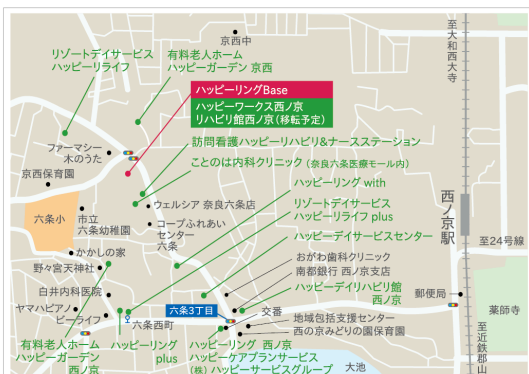 京西中
至大和西大寺
リゾートデイサービス
ハッピーリライフ
有料老人ホーム
ハッピーガーデン 京西
ハッピーリングBase
ハッピーワークス西ノ京
リハビリ館西ノ京(移転予定)
訪問看護ハッピーリハビリ&ナースステーション
ファーマシー
木のうた
ことのは内科クリニック(奈良六条医療モール内)
京西保育園
ハッピーリング with
ウェルシア 奈良六条店
六条小
市立
六条幼稚園
コープふれあい
センター
六条
リゾートデイサービス
ハッピーリライフ plus
西ノ京駅
ハッピーデイサービスセンター
至24号線
かかしの家
おがわ歯科クリニック
野々宮天神社
南都銀行 西ノ京支店
白井内科医院
ハッピーデイリハビリ館
西ノ京
郵便局
薬師寺
ヤマハピアノ
六条3丁目
交番
ビーライフ
六条西町
地域包括支援センター
西の京みどりの園保育園
有料老人ホーム
ハッピーガーデン
西ノ京
ハッピーリング
plus
ハッピーリング 西ノ京
ハッピーケアプランサービス
(株)ハッピーサービスグループ
大池
至近鉄郡山